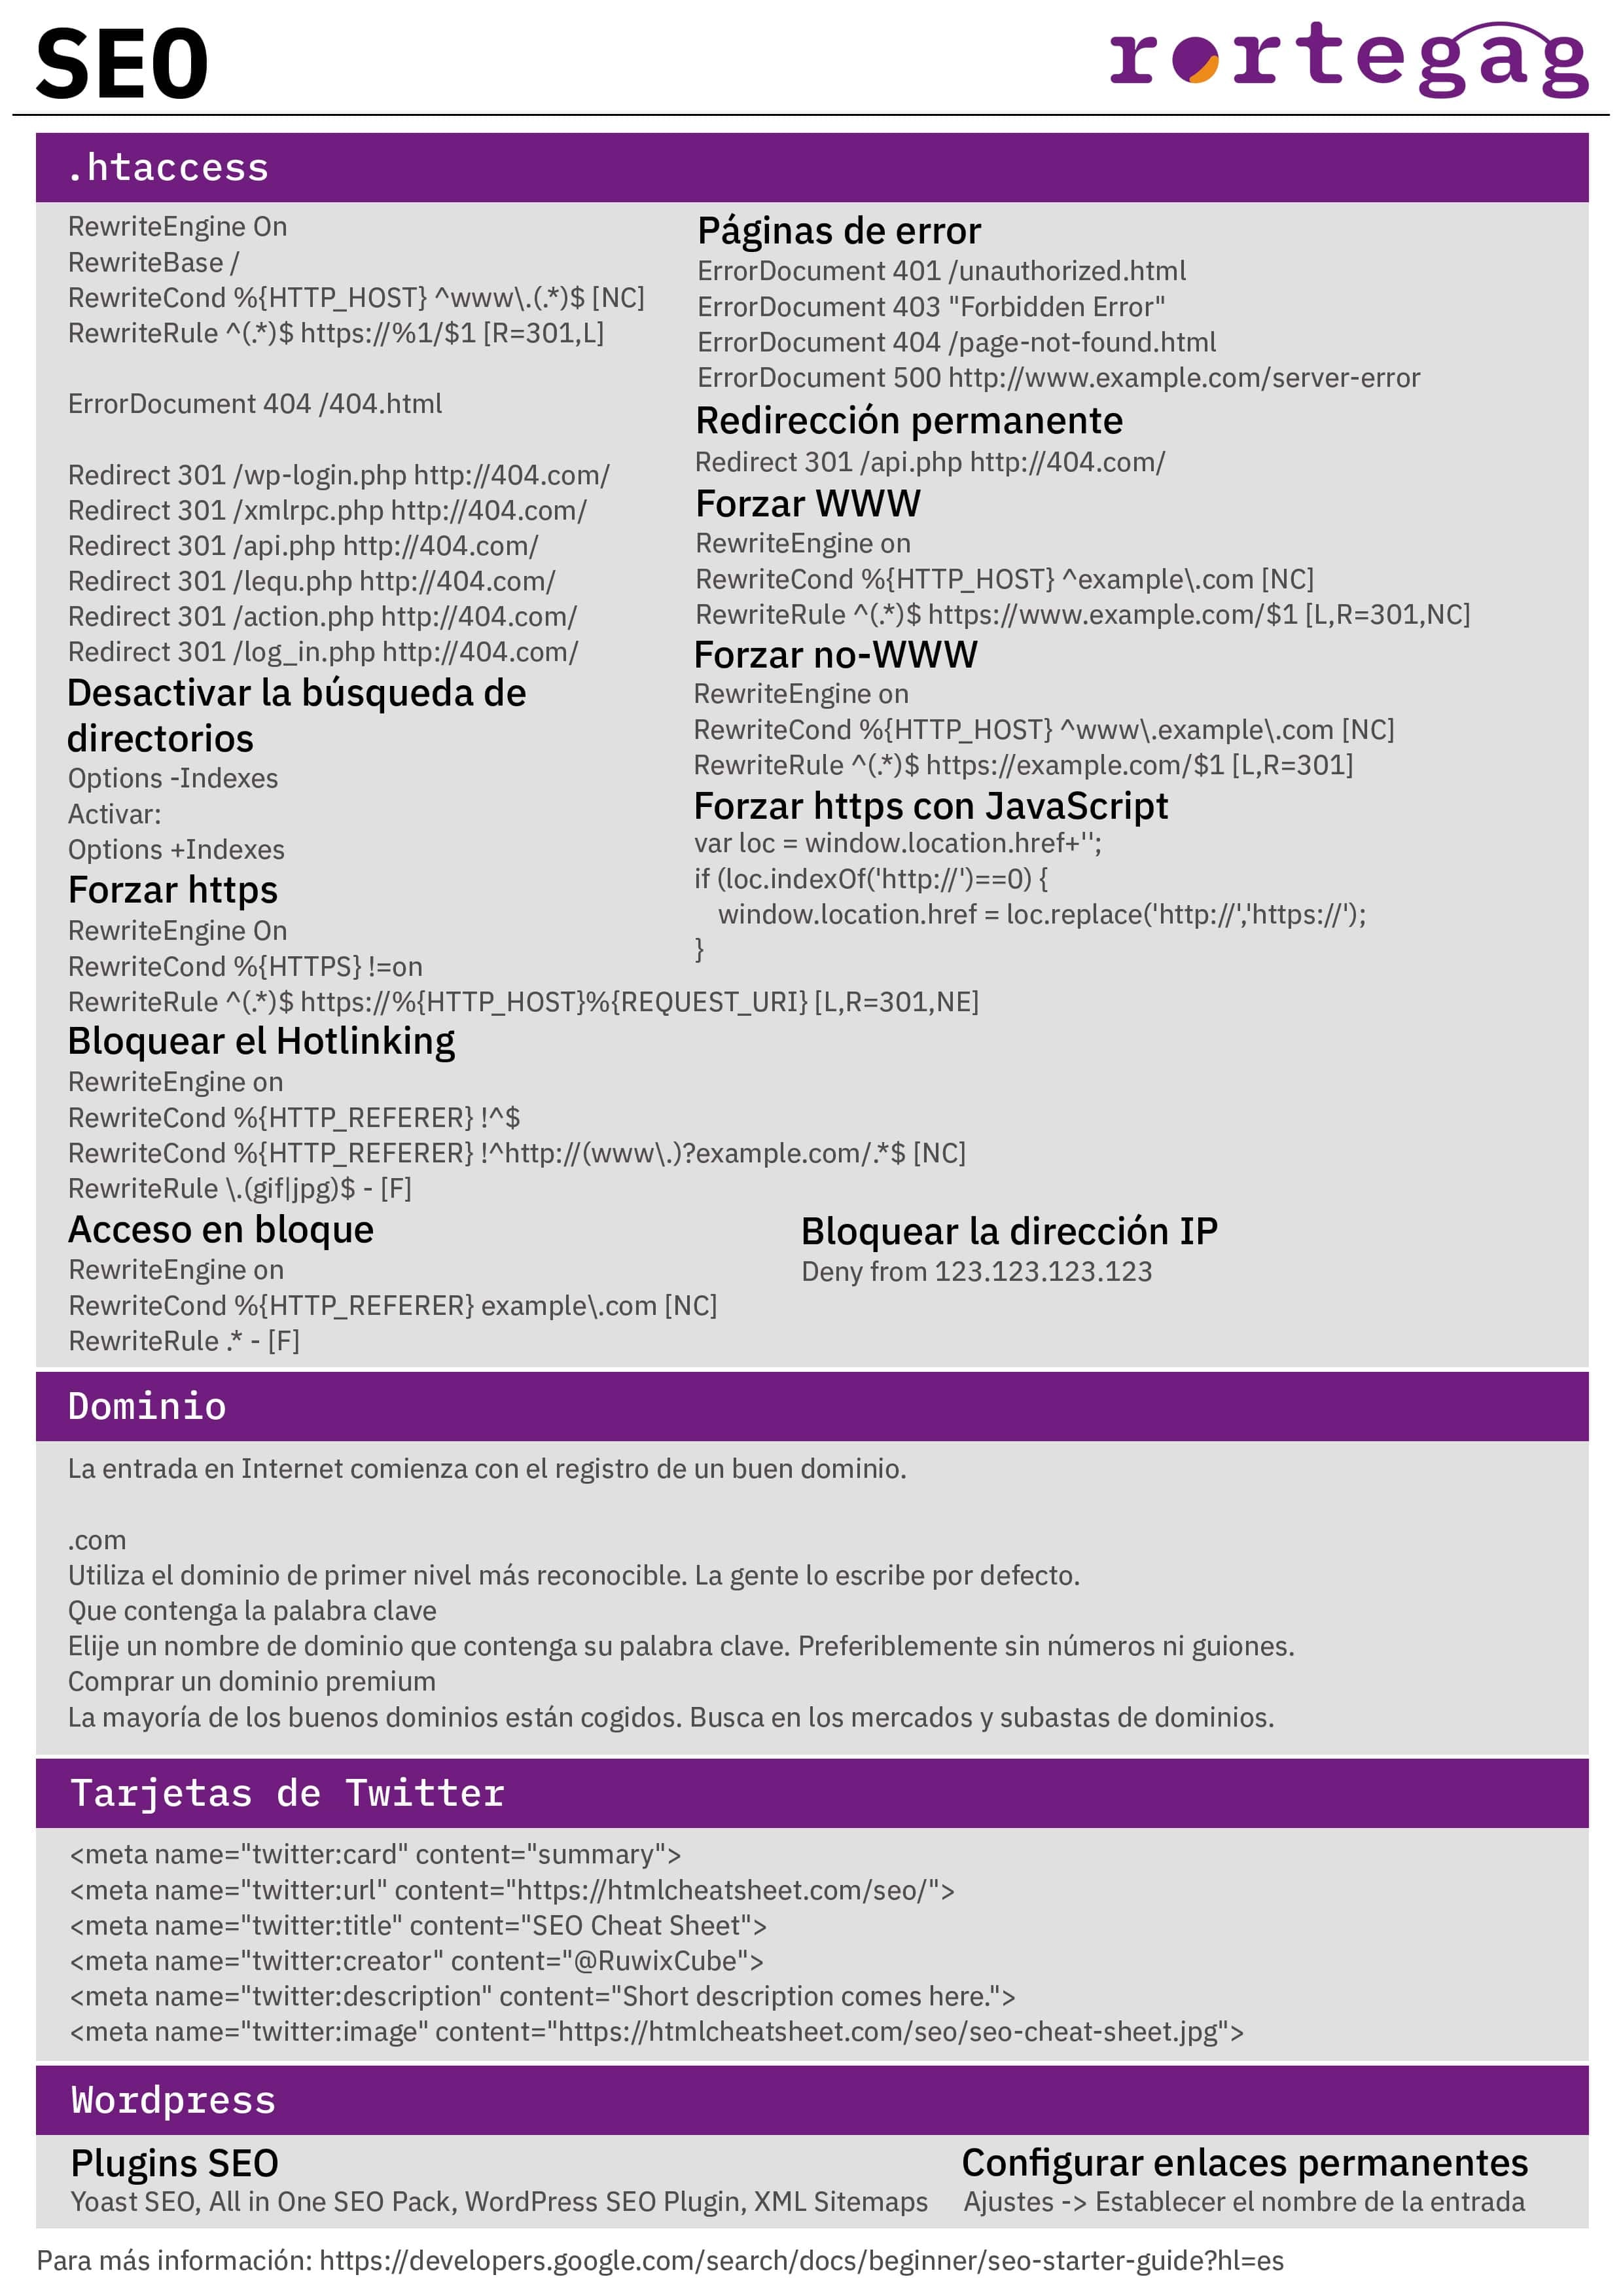 SEO
rortegag
.htaccess
RewriteEngine On
RewriteBase /
RewriteCond %{HTTP_HOST} ^www\.(.*)$ [NC]
RewriteRule ^(.*)$ https://%1/$1 [R=301,L]
ErrorDocument 404 /404.html
Redirect 301 /wp-login.php http://404.com/
Redirect 301 /xmlrpc.php http://404.com/
Redirect 301 /api.php http://404.com/
Redirect 301 /lequ.php http://404.com/
Redirect 301 /action.php http://404.com/
Redirect 301 /log_in.php http://404.com/
Desactivar la búsqueda de
directorios
Options -Indexes
Activar:
Options +Indexes
Forzar https
RewriteEngine On
RewriteCond %{HTTPS} !=on
RewriteRule ^(.*)$ https://%{HTTP_HOST}%{REQUEST_URI} [L,R=301,NE]
Bloquear el Hotlinking
RewriteEngine on
RewriteCond %{HTTP_REFERER} !^$
RewriteCond %{HTTP_REFERER} !^http://(www\.)?example.com/.*$ [NC]
RewriteRule \.(gif|jpg)$ - [F]
Acceso en bloque
RewriteEngine on
RewriteCond %{HTTP_REFERER} example\.com [NC]
RewriteRule .* - [F]
Páginas de error
ErrorDocument 401 /unauthorized.html
ErrorDocument 403 "Forbidden Error"
ErrorDocument 404 /page-not-found.html
ErrorDocument 500 http://www.example.com/server-error
Redirección permanente
Redirect 301 /api.php http://404.com/
Forzar WWW
RewriteEngine on
RewriteCond %{HTTP_HOST} ^example\.com [NC]
RewriteRule ^(.*)$ https://www.example.com/$1 [L,R=301,NC]
Forzar no-WWW
RewriteEngine on
RewriteCond %{HTTP_HOST} ^www\.example\.com [NC]
RewriteRule ^(.*)$ https://example.com/$1 [L,R=301]
Forzar https con JavaScript
var loc = window.location.href+'';
if (loc.indexOf('http://')==0) {
window.location.href = loc.replace('http://','https://');
}
Bloquear la dirección IP
Deny from 123.123.123.123
Dominio
La entrada en Internet comienza con el registro de un buen dominio.
.com
Utiliza el dominio de primer nivel más reconocible. La gente lo escribe por defecto.
Que contenga la palabra clave
Elije un nombre de dominio que contenga su palabra clave. Preferiblemente sin números ni guiones.
Comprar un dominio premium
La mayoría de los buenos dominios están cogidos. Busca en los mercados y subastas de dominios.
Tarjetas de Twitter
<meta name="twitter:card" content="summary">
<meta name="twitter:url" content="https://htmlcheatsheet.com/seo/">
<meta name="twitter:title" content="SEO Cheat Sheet">
<meta name="twitter:creator" content="@RuwixCube">
<meta name="twitter:description" content="Short description comes here.">
<meta name="twitter:image" content="https://htmlcheatsheet.com/seo/seo-cheat-sheet.jpg">
Wordpress
Plugins SEO
Yoast SEO, All in One SEO Pack, WordPress SEO Plugin, XML Sitemaps
Configurar enlaces permanentes
Ajustes -> Establecer el nombre de la entrada
Para más información: https://developers.google.com/search/docs/beginner/seo-starter-guide?hl=es